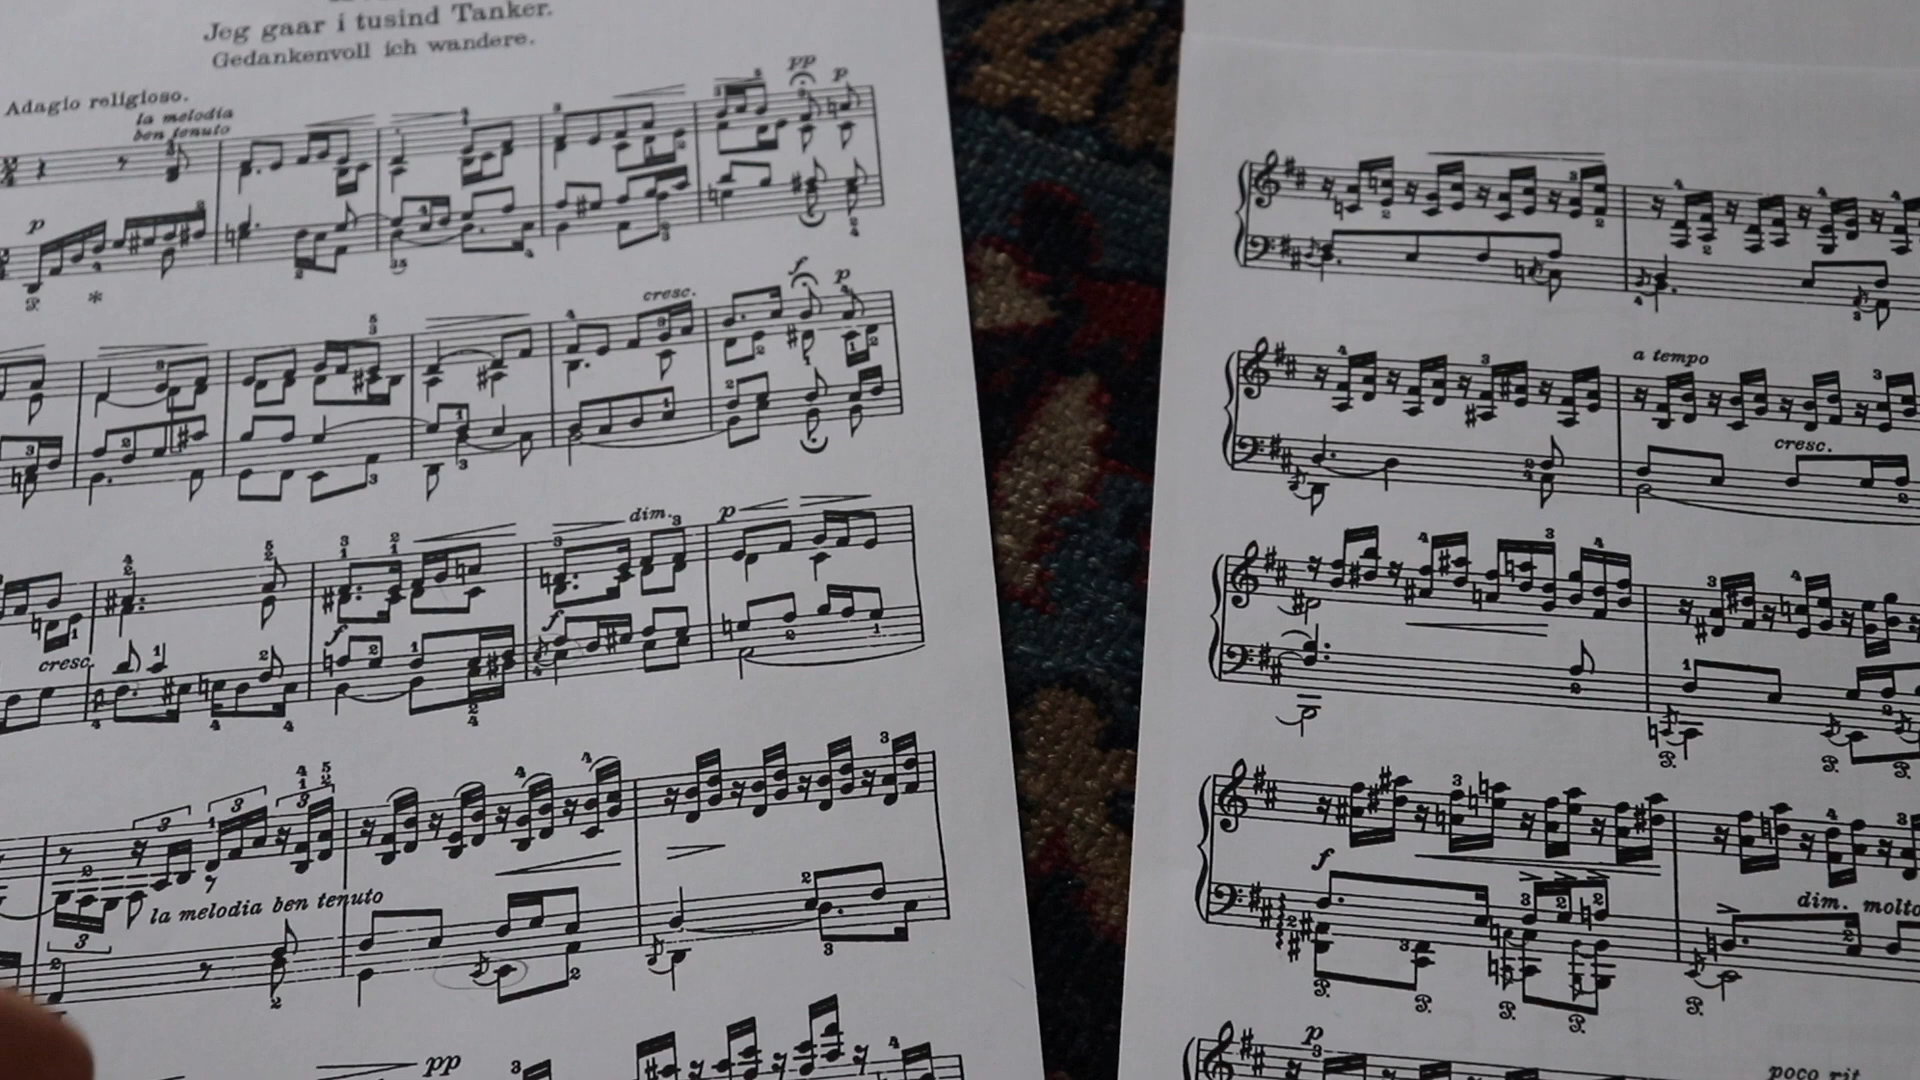 Jeg gaar i tusind Tanker.
Gedankenvoll ich wandere.
Adagio religioso.
la melodia
ben tenuto
pp
p
p
f
p
cresc.
dim.
p
cresc.
f
f
la melodia ben tenuto
pp
a tempo
cresc.
f
dim. molto
p
poco rit.